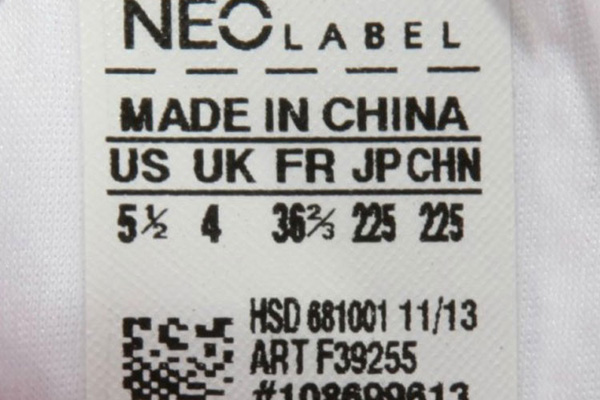 NEO LABEL
MADE IN CHINA
US UK FR JP CHN
5½ 4 36⅔ 225 225
HSD 681001 11/13
ART F39255
#108699613